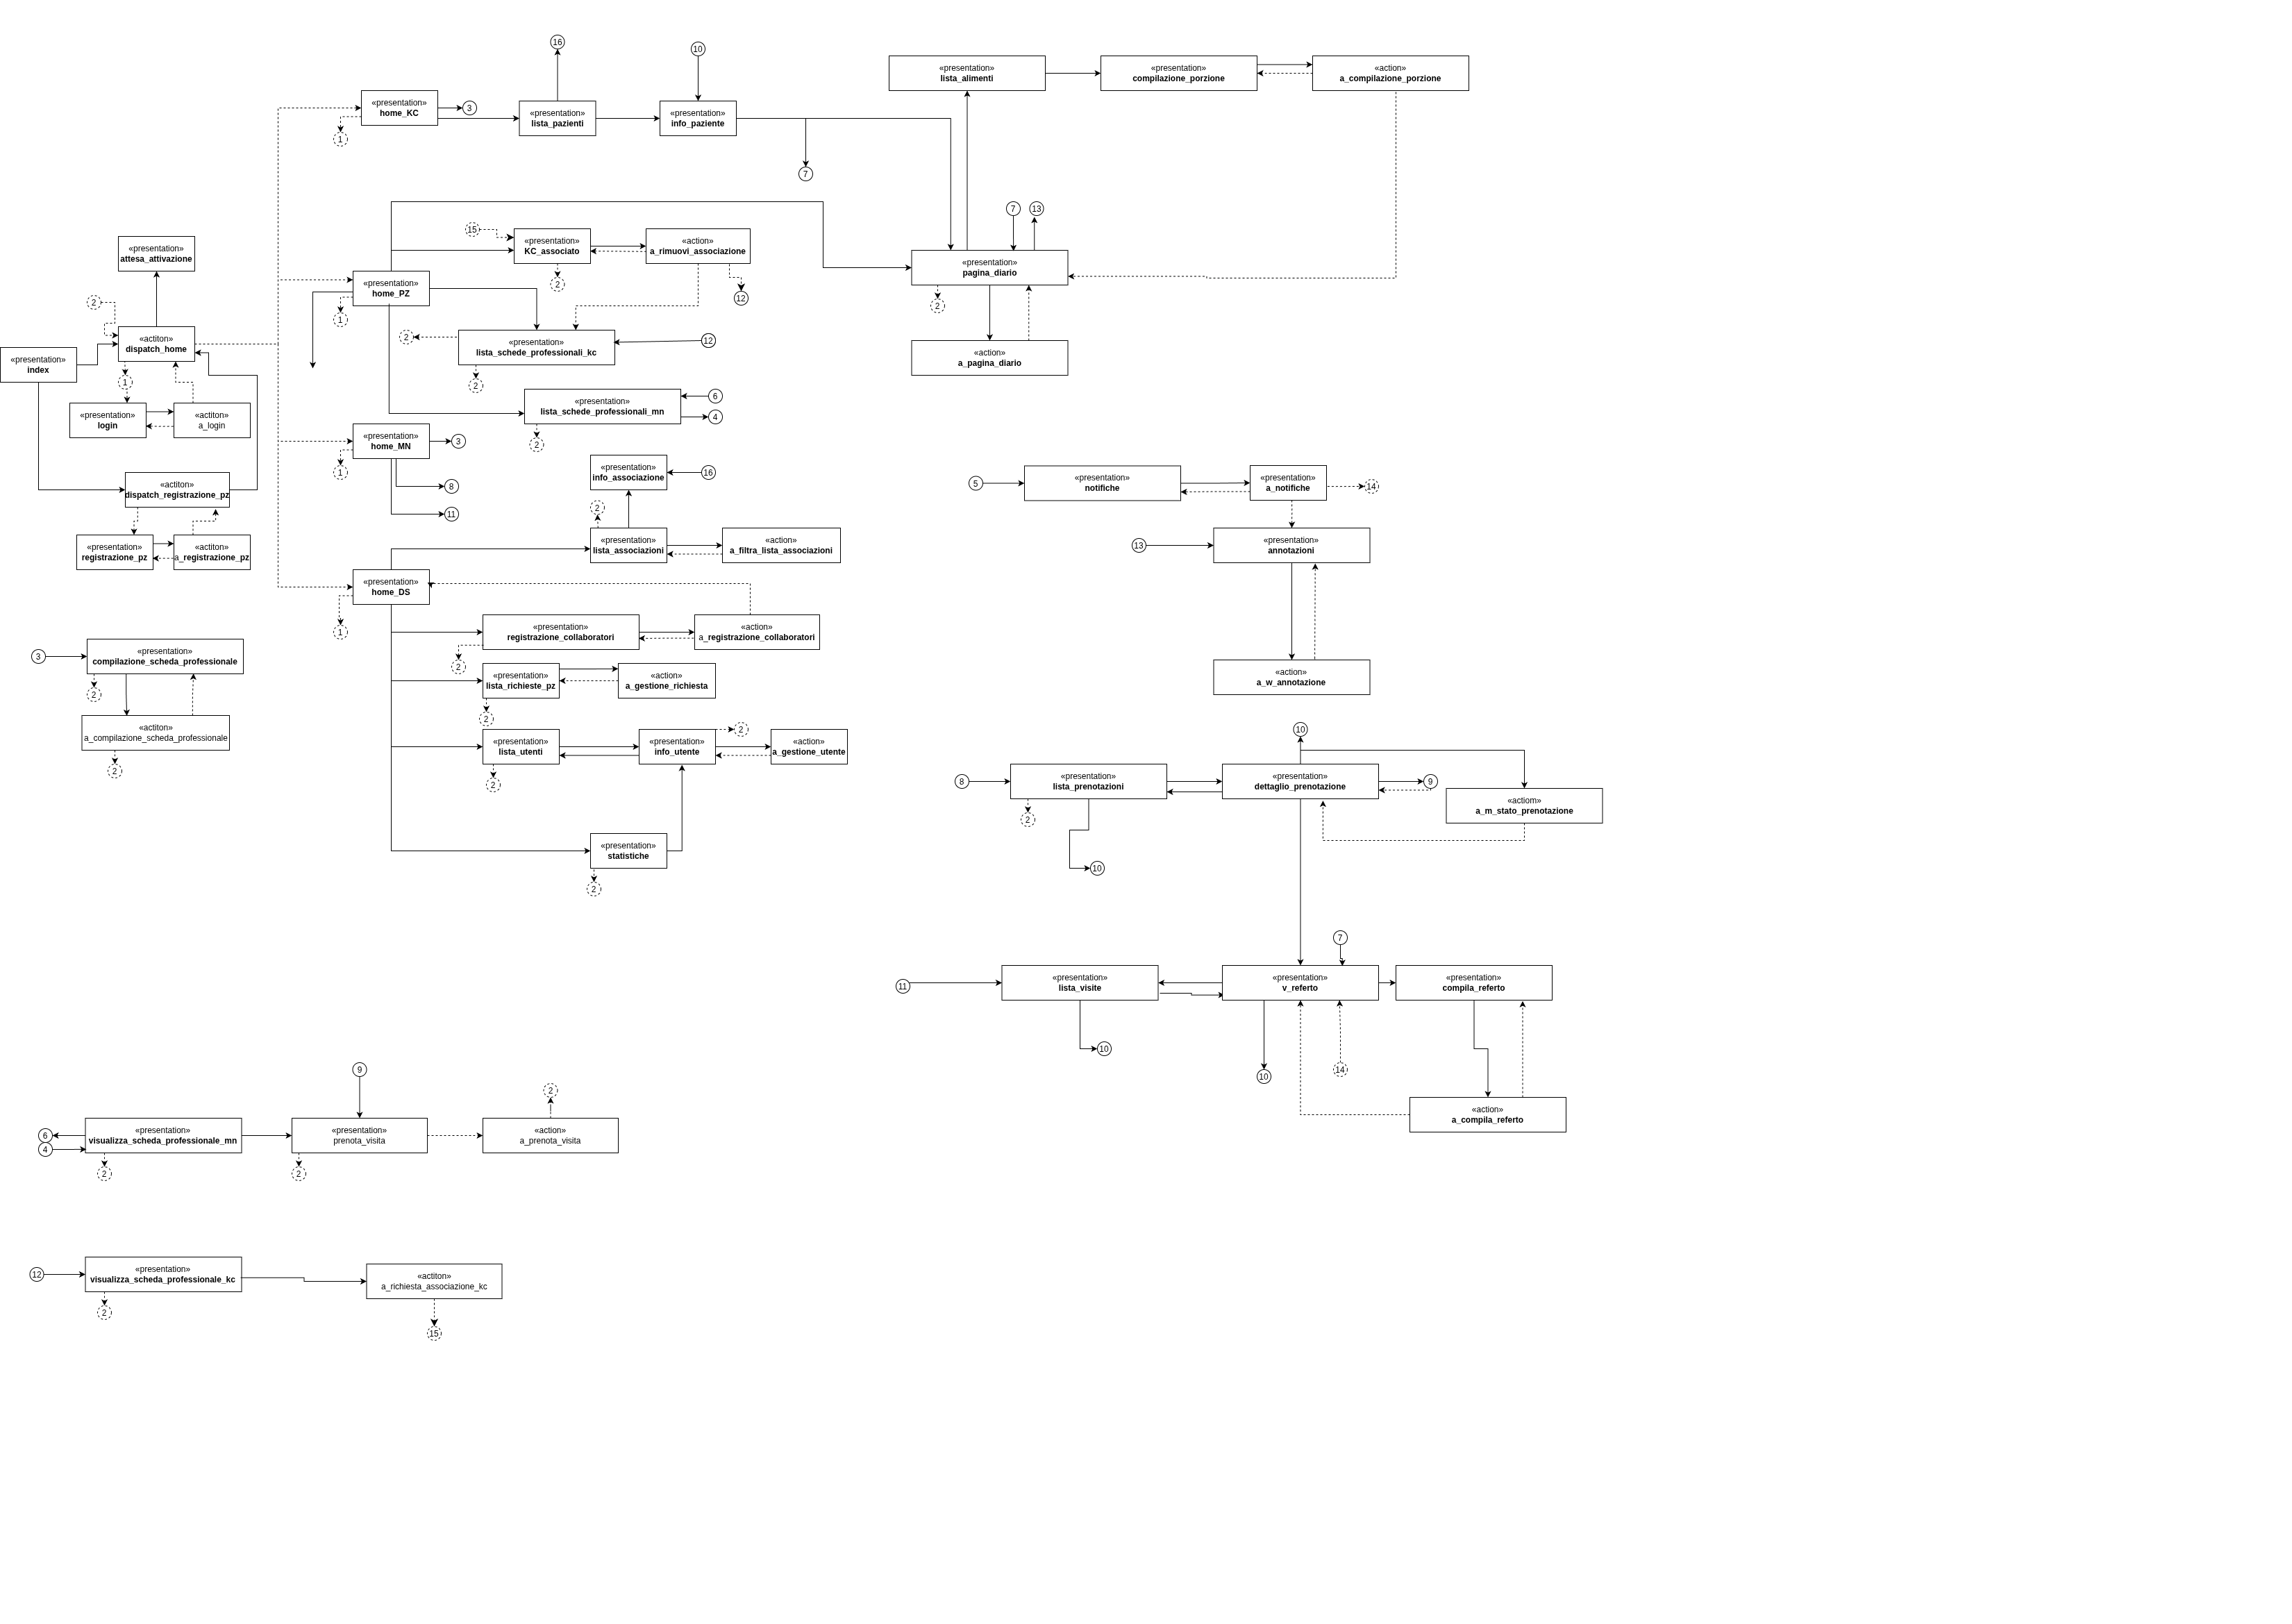 16
10
«presentation»
lista_alimenti
«presentation»
compilazione_porzione
«action»
a_compilazione_porzione
«presentation»
home_KC
3
1
«presentation»
lista_pazienti
«presentation»
info_paziente
7
15
«presentation»
KC_associato
2
«action»
a_rimuovi_associazione
12
7
13
«presentation»
pagina_diario
2
«action»
a_pagina_diario
«presentation»
attesa_attivazione
2
«actiton»
dispatch_home
«presentation»
index
1
«presentation»
login
«actiton»
a_login
«actiton»
dispatch_registrazione_pz
«presentation»
registrazione_pz
«actiton»
a_registrazione_pz
«presentation»
home_PZ
1
2
«presentation»
lista_schede_professionali_kc
12
2
«presentation»
lista_schede_professionali_mn
6
4
2
«presentation»
home_MN
3
1
8
11
«presentation»
info_associazione
16
2
«presentation»
lista_associazioni
«action»
a_filtra_lista_associazioni
«presentation»
home_DS
1
«presentation»
registrazione_collaboratori
2
«action»
a_registrazione_collaboratori
«presentation»
lista_richieste_pz
2
«action»
a_gestione_richiesta
«presentation»
lista_utenti
2
«presentation»
info_utente
2
«action»
a_gestione_utente
«presentation»
statistiche
2
3
«presentation»
compilazione_scheda_professionale
2
«actiton»
a_compilazione_scheda_professionale
2
5
«presentation»
notifiche
«presentation»
a_notifiche
14
13
«presentation»
annotazioni
«action»
a_w_annotazione
10
8
«presentation»
lista_prenotazioni
2
«presentation»
dettaglio_prenotazione
9
«actiom»
a_m_stato_prenotazione
10
7
11
«presentation»
lista_visite
«presentation»
v_referto
«presentation»
compila_referto
10
10
14
«action»
a_compila_referto
9
6
4
«presentation»
visualizza_scheda_professionale_mn
2
«presentation»
prenota_visita
2
2
«action»
a_prenota_visita
12
«presentation»
visualizza_scheda_professionale_kc
2
«actiton»
a_richiesta_associazione_kc
15